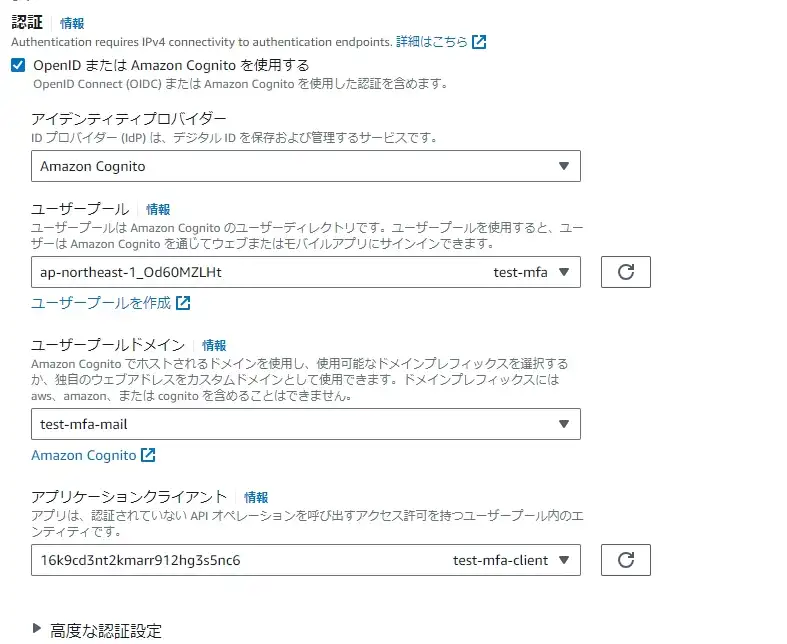 認証 情報
Authentication requires IPv4 connectivity to authentication endpoints. 詳細はこちら
OpenID または Amazon Cognito を使用する
OpenID Connect (OIDC) または Amazon Cognito を使用した認証を含めます。
アイデンティティプロバイダー
ID プロバイダー (IdP) は、デジタル ID を保存および管理するサービスです。
Amazon Cognito
ユーザープール 情報
ユーザープールは Amazon Cognito のユーザーディレクトリです。ユーザープールを使用すると、ユー
ザーは Amazon Cognito を通じてウェブまたはモバイルアプリにサインインできます。
ap-northeast-1_Od60MZLHt test-mfa
ユーザープールを作成
ユーザープールドメイン 情報
Amazon Cognito でホストされるドメインを使用し、使用可能なドメインプレフィックスを選択する
か、独自のウェブアドレスをカスタムドメインとして使用できます。ドメインプレフィックスには
aws、amazon、または cognito を含めることはできません。
test-mfa-mail
Amazon Cognito
アプリケーションクライアント 情報
アプリは、認証されていない API オペレーションを呼び出すアクセス許可を持つユーザープール内のエ
ンティティです。
16k9cd3nt2kmarr912hg3s5nc6 test-mfa-client
高度な認証設定